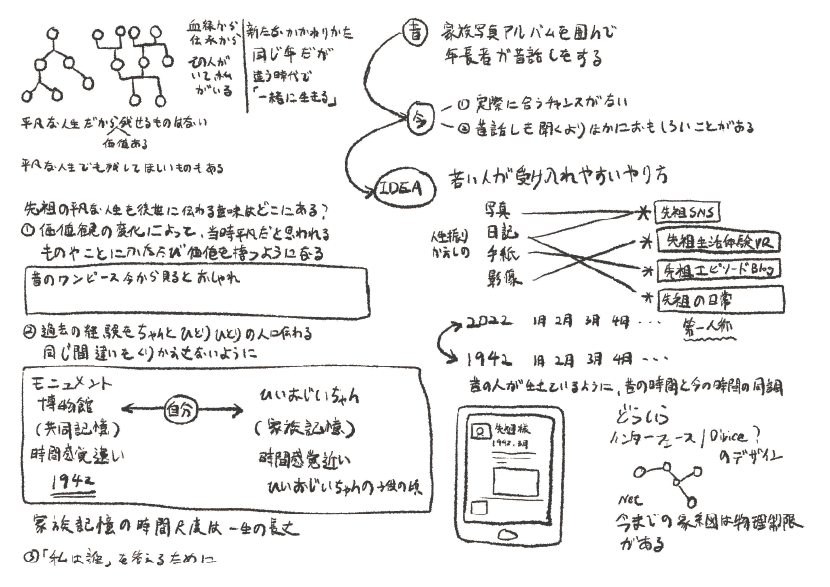 血縁から
伝承から
その人が
いて私
がいる
新たなかかわりかた
同じ年だが
違う時代で
「一緒に生きる」
平凡な人生だから残せるものはない
価値ある
平凡な人生でも残してほしいものもある
先祖の平凡な人生を後世に伝わる意味はどこにある?
① 価値観の変化によって、当時平凡だと思われる
ものやことにかたたび価値を持つようになる
昔のワンピース今から見るとおしゃれ
② 過去の経験をちゃんとひとりひとりの人に伝わる
同じ間違いもくりかえせないように
モニュメント
博物館
(共同記憶)
時間感覚遠い
1942
自分
ひいおじいちゃん
(家族記憶)
時間感覚近い
ひいおじいちゃんの子供の頃
家族記憶の時間尺度は一生の長さ
③「私は誰」を答えるために
昔
家族写真アルバムを囲んで
年長者が昔話しをする
今
① 実際に合うチャンスがない
② 昔話しを聞くよりほかにおもしろいことがある
IDEA
若い人が受け入れやすいやり方
人生振り
かえしの
写真
日記
手紙
影像
* 先祖SNS
* 先祖生活体験VR
* 先祖エピソードBlog
* 先祖の日常
第一人称
2022 1月 2月 3月 4月 ...
1942 1月 2月 3月 4月 ...
昔の人が生きているように、昔の時間と今の時間の同調
先祖様
1942.3月
どういう
インターフェース/Divice?
のデザイン
Net
今までの家系図は物理制限
がある